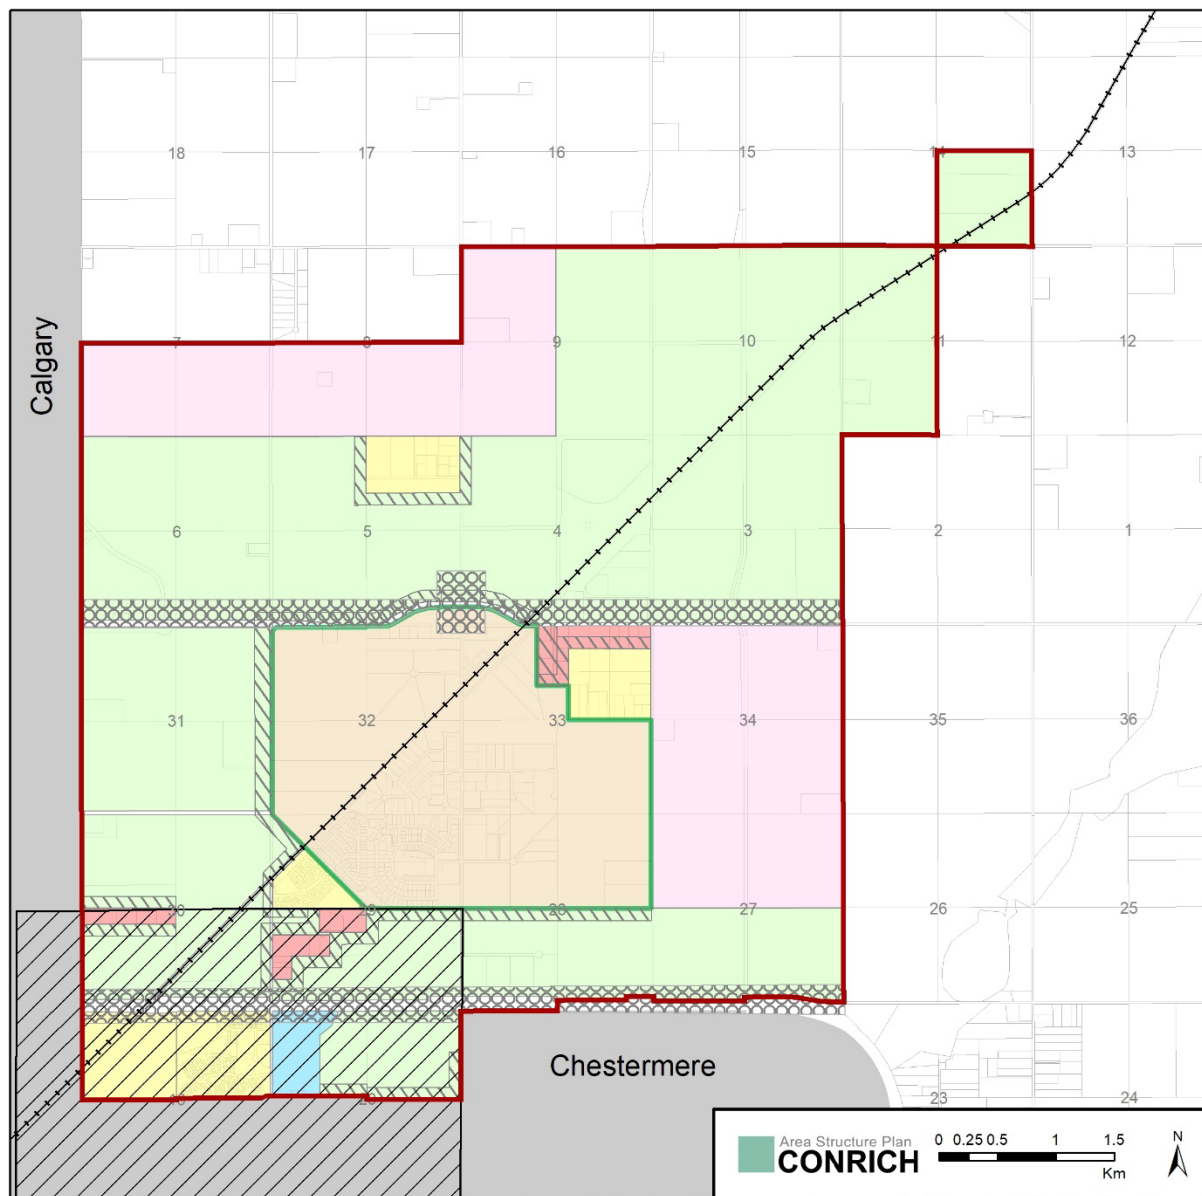 18 17 16 15 14 13
7 8 9 10 11 12
Calgary
6 5 4 3 2 1
31 32 33 34 35 36
30 29 28 27 26 25
Chestermere
19 20 23 24
Area Structure Plan
CONRICH
0 0.25 0.5 1 1.5
Km
N